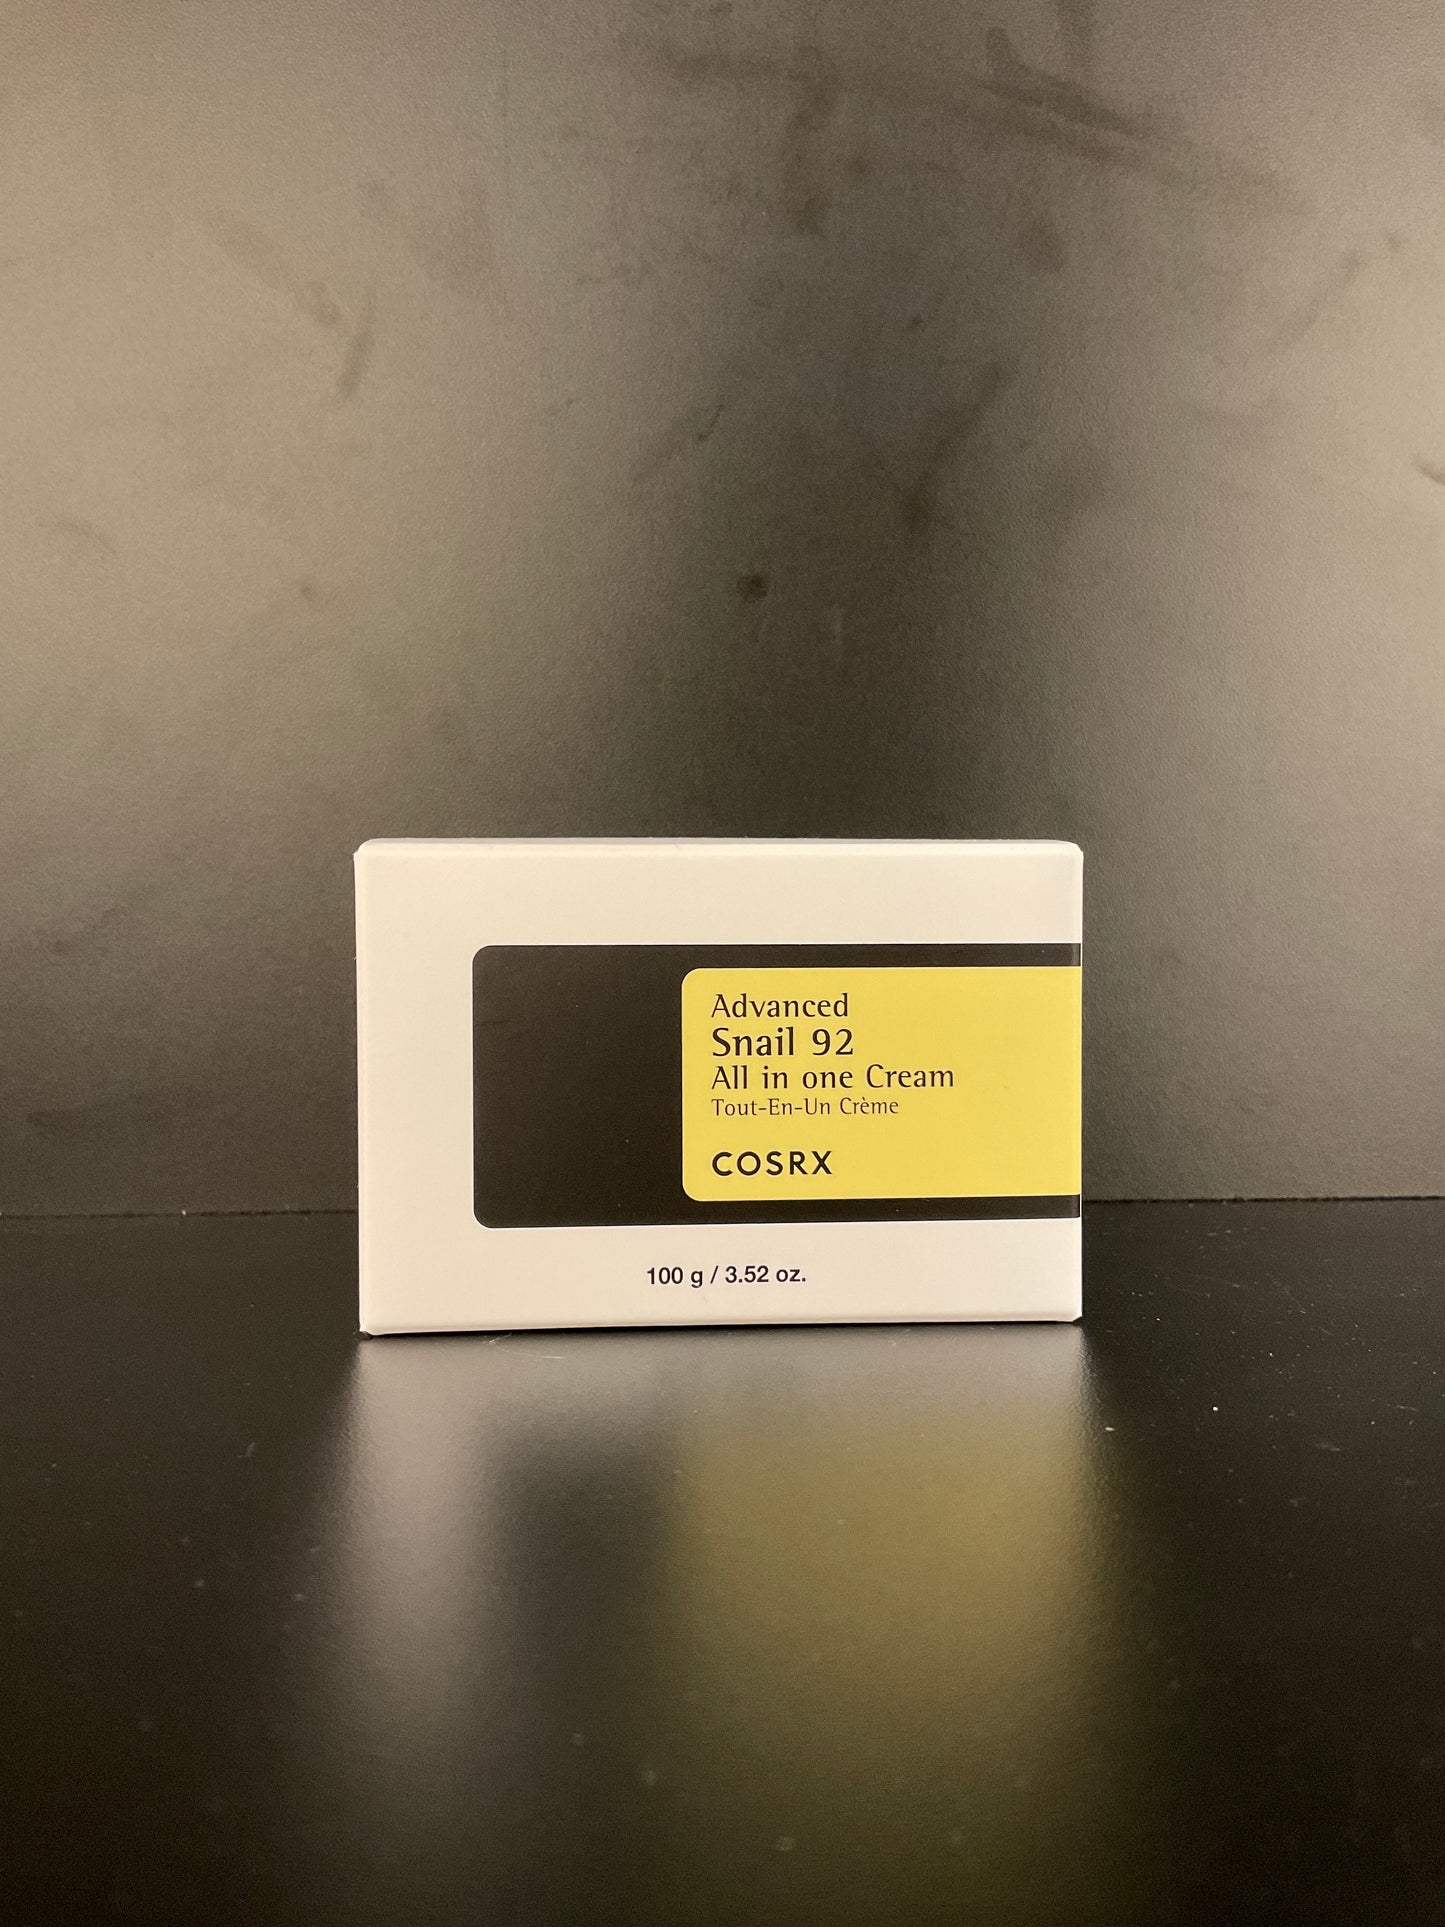 Advanced
Snail 92
All in one Cream
Tout-En-Un Crème
COSRX
100 g / 3.52 oz.